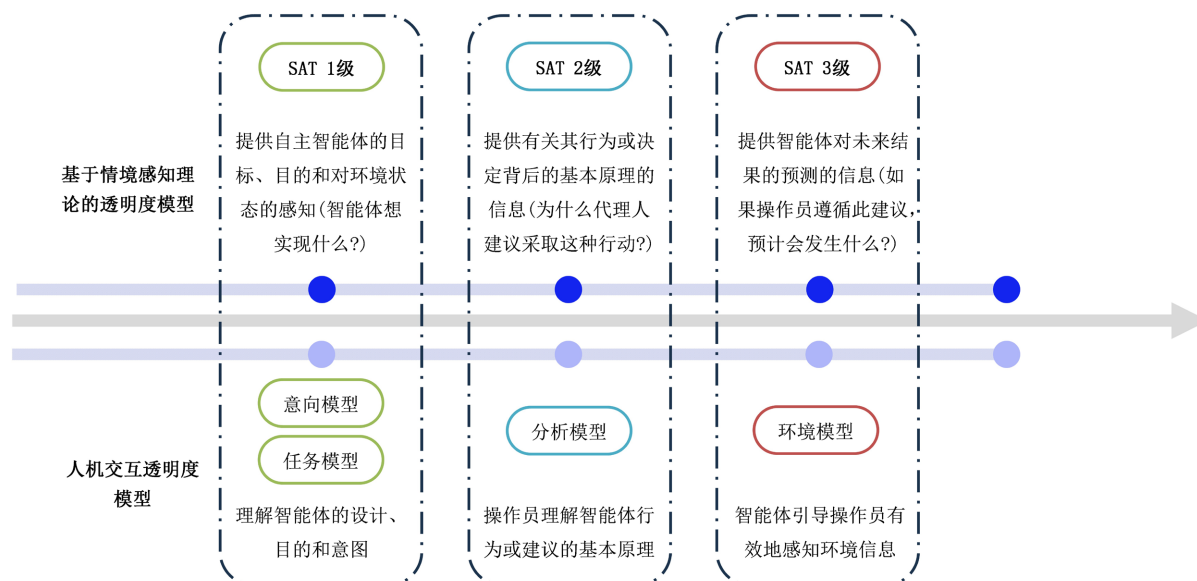 SAT 1级
SAT 2级
SAT 3级
基于情境感知理
论的透明度模型
提供自主智能体的目
标、目的和对环境状
态的感知(智能体想
实现什么?)
提供有关其行为或决
定背后的基本原理的
信息(为什么代理人
建议采取这种行动?)
提供智能体对未来结
果的预测的信息(如
果操作员遵循此建议,
预计会发生什么?)
人机交互透明度
模型
意向模型
任务模型
理解智能体的设计、
目的和意图
分析模型
操作员理解智能体行
为或建议的基本原理
环境模型
智能体引导操作员有
效地感知环境信息